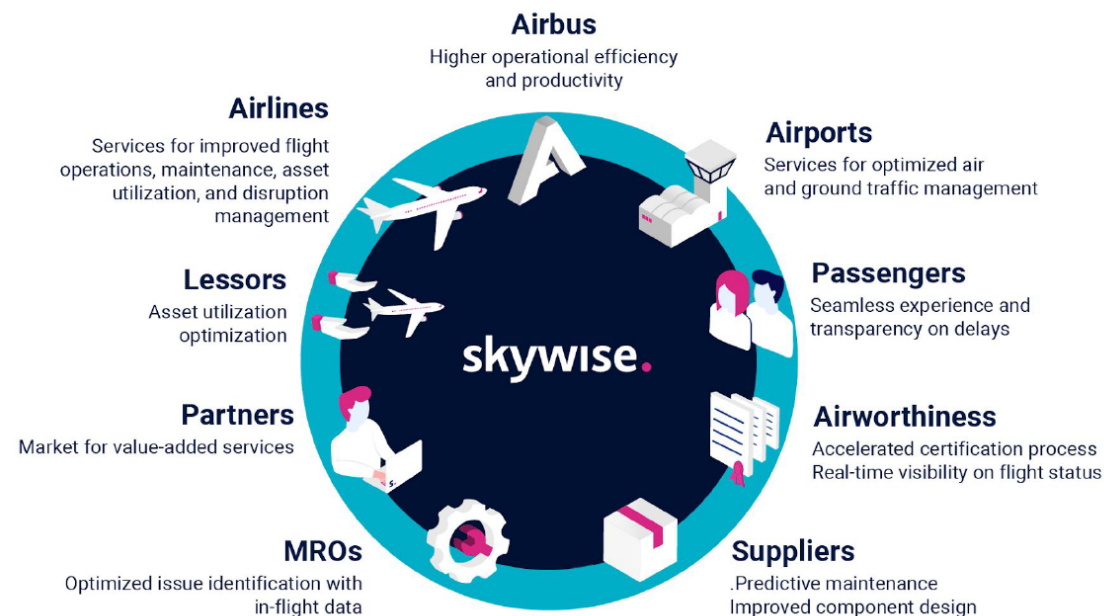 Airbus
Higher operational efficiency
and productivity
Airlines
Services for improved flight
operations, maintenance, asset
utilization, and disruption
management
Airports
Services for optimized air
and ground traffic management
Lessors
Asset utilization
optimization
Passengers
Seamless experience and
transparency on delays
skywise.
Partners
Market for value-added services
Airworthiness
Accelerated certification process
Real-time visibility on flight status
MROs
Optimized issue identification with
in-flight data
Suppliers
.Predictive maintenance
Improved component design